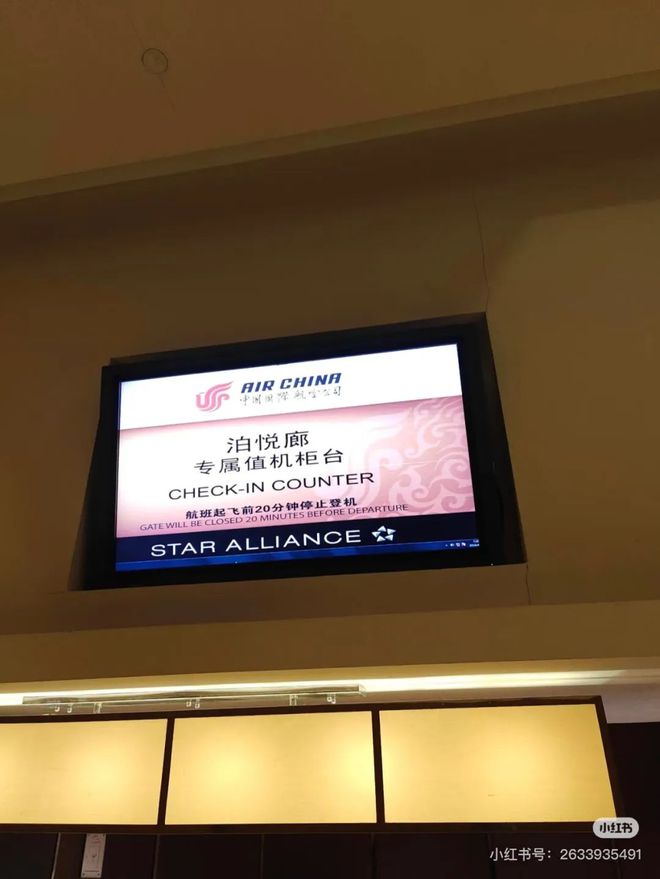 AIR CHINA
中国国际航空公司
泊悦廊
专属值机柜台
CHECK-IN COUNTER
航班起飞前20分钟停止登机
GATE WILL BE CLOSED 20 MINUTES BEFORE DEPARTURE
STAR ALLIANCE
小红书
小红书号：2633935491